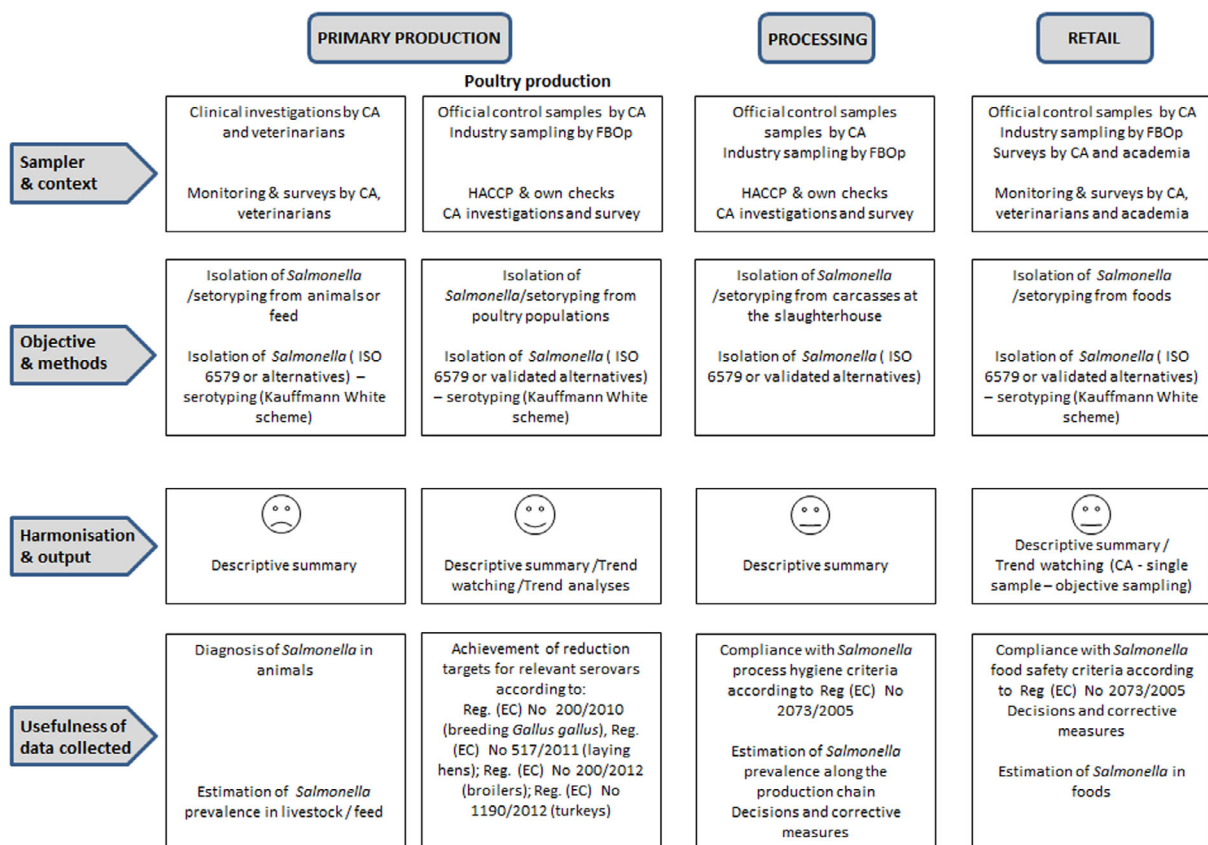 PRIMARY PRODUCTION
PROCESSING
RETAIL
Poultry production
Sampler
& context
Clinical investigations by CA
and veterinarians
Monitoring & surveys by CA,
veterinarians
Official control samples by CA
Industry sampling by FBOp
HACCP & own checks
CA investigations and survey
Official control samples
samples by CA
Industry sampling by FBOp
HACCP & own checks
CA investigations and survey
Official control samples by CA
Industry sampling by FBOp
Surveys by CA and academia
Monitoring & surveys by CA,
veterinarians and academia
Objective
& methods
Isolation of Salmonella
/setoryping from animals or
feed
Isolation of Salmonella ( ISO
6579 or alternatives) –
serotyping (Kauffmann White
scheme)
Isolation of
Salmonella/setoryping from
poultry populations
Isolation of Salmonella ( ISO
6579 or validated alternatives)
– serotyping (Kauffmann White
scheme)
Isolation of Salmonella
/setoryping from carcasses at
the slaughterhouse
Isolation of Salmonella ( ISO
6579 or validated alternatives)
Isolation of Salmonella
/setoryping from foods
Isolation of Salmonella ( ISO
6579 or validated alternatives)
– serotyping (Kauffmann White
scheme)
Harmonisation
& output
Descriptive summary
Descriptive summary /Trend
watching /Trend analyses
Descriptive summary
Descriptive summary /
Trend watching (CA - single
sample – objective sampling)
Usefulness of
data collected
Diagnosis of Salmonella in
animals
Estimation of Salmonella
prevalence in livestock / feed
Achievement of reduction
targets for relevant serovars
according to:
Reg. (EC) No 200/2010
(breeding Gallus gallus), Reg.
(EC) No 517/2011 (laying
hens); Reg. (EC) No 200/2012
(broilers); Reg. (EC) No
1190/2012 (turkeys)
Compliance with Salmonella
process hygiene criteria
according to Reg (EC) No
2073/2005
Estimation of Salmonella
prevalence along the
production chain
Decisions and corrective
measures
Compliance with Salmonella
food safety criteria according
to Reg (EC) No 2073/2005
Decisions and corrective
measures
Estimation of Salmonella in
foods